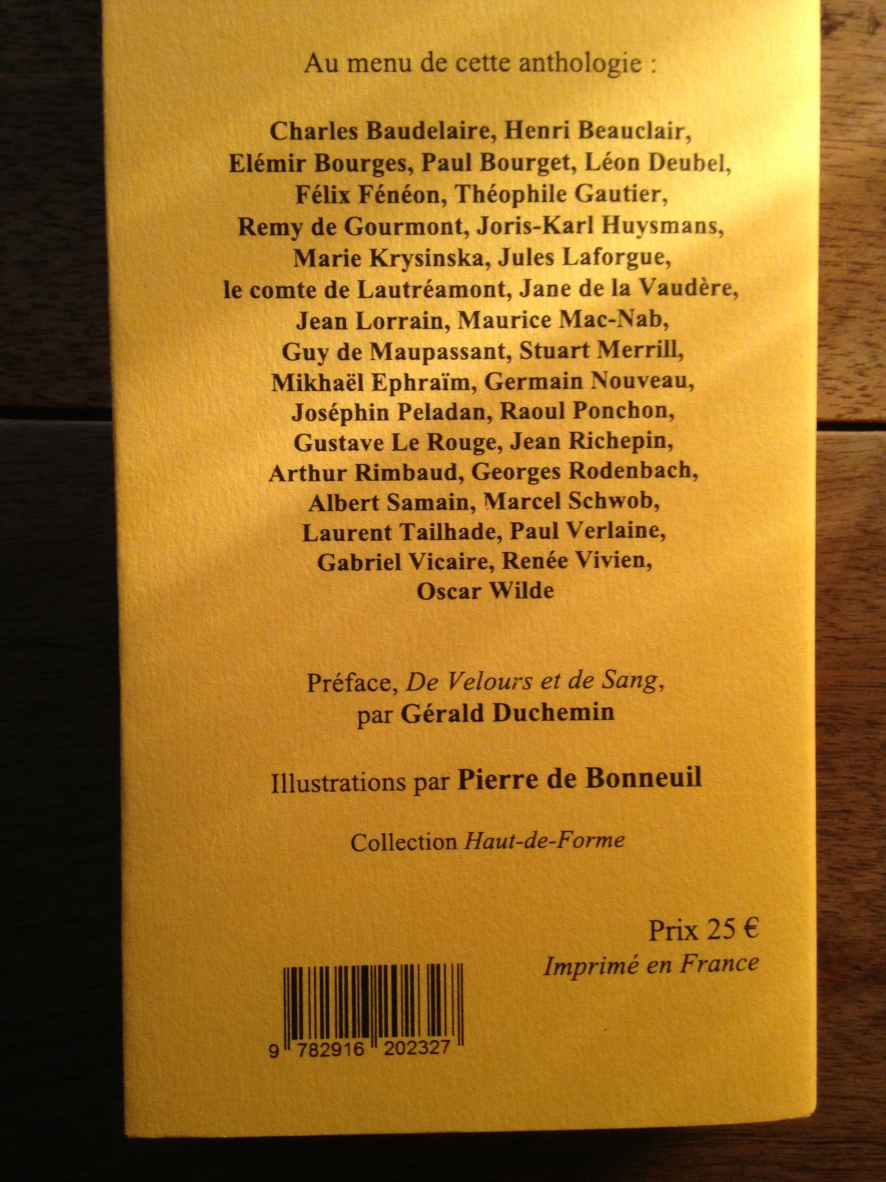 Au menu de cette anthologie :
Charles Baudelaire, Henri Beauclair,
Elémir Bourges, Paul Bourget, Léon Deubel,
Félix Fénéon, Théophile Gautier,
Remy de Gourmont, Joris-Karl Huysmans,
Marie Krysinska, Jules Laforgue,
le comte de Lautréamont, Jane de la Vaudère,
Jean Lorrain, Maurice Mac-Nab,
Guy de Maupassant, Stuart Merrill,
Mikhaël Ephraïm, Germain Nouveau,
Joséphin Peladan, Raoul Ponchon,
Gustave Le Rouge, Jean Richepin,
Arthur Rimbaud, Georges Rodenbach,
Albert Samain, Marcel Schwob,
Laurent Tailhade, Paul Verlaine,
Gabriel Vicaire, Renée Vivien,
Oscar Wilde
Préface, De Velours et de Sang,
par Gérald Duchemin
Illustrations par Pierre de Bonneuil
Collection Haut-de-Forme
Prix 25 €
Imprimé en France
9 782916 202327